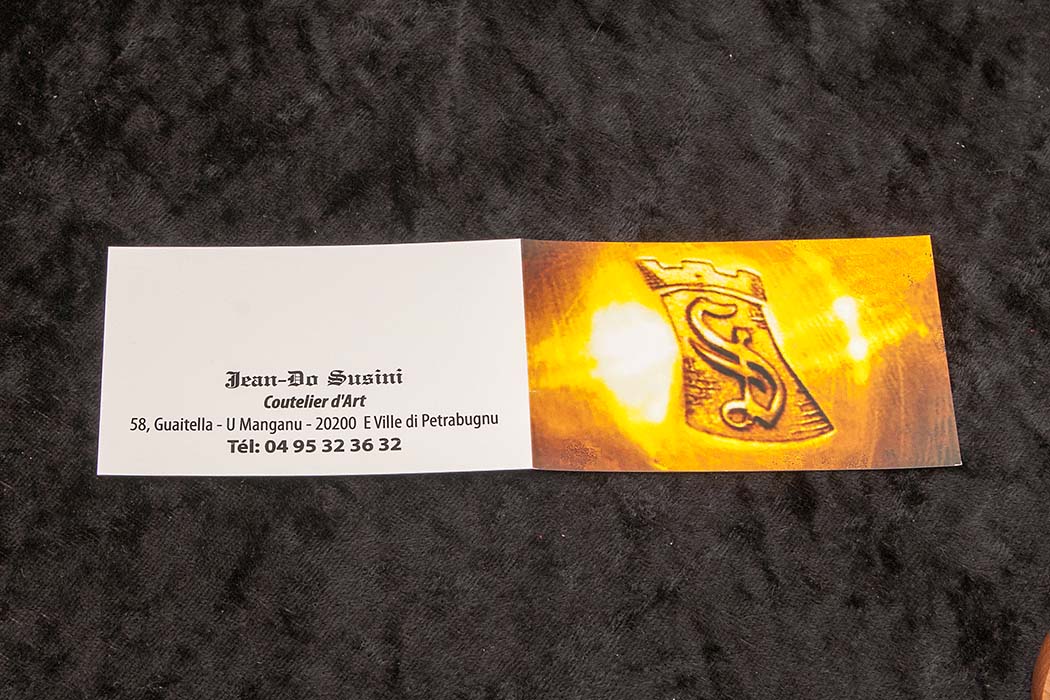 Jean-Do Susini
Coutelier d'Art
58, Guaitella - U Manganu - 20200 E Ville di Petrabugnu
Tél: 04 95 32 36 32